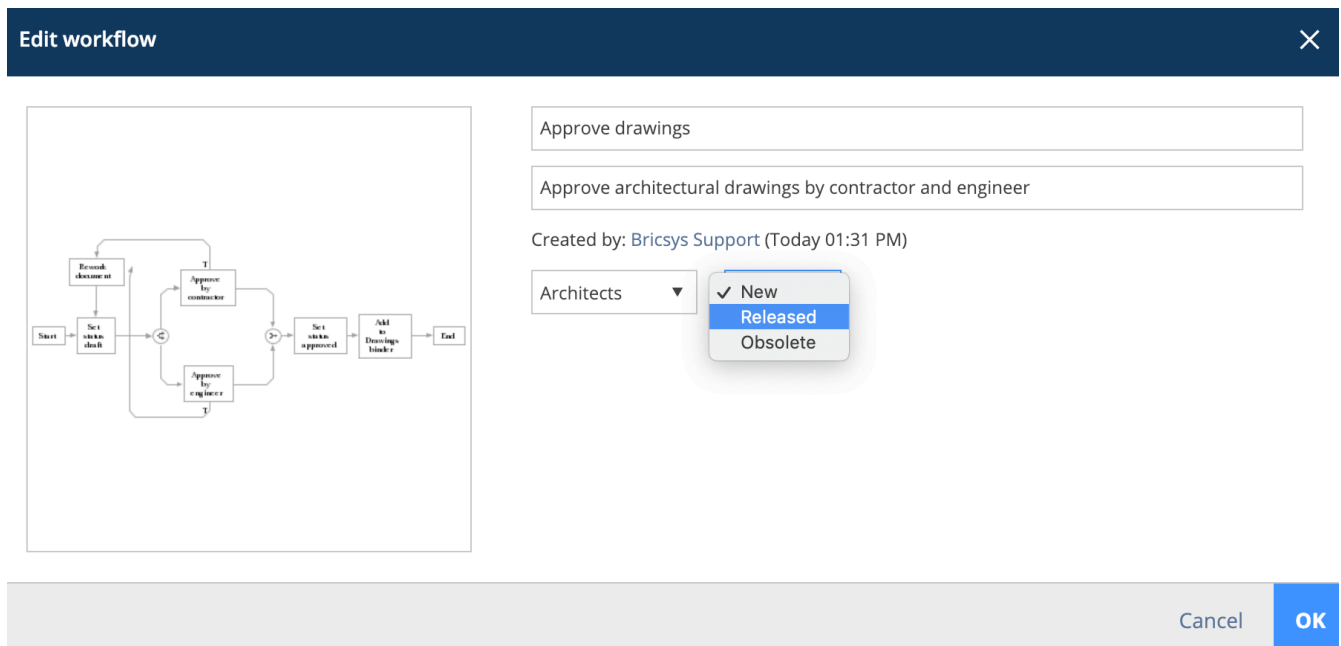 Edit workflow
Approve drawings
Approve architectural drawings by contractor and engineer
Created by: Bricsys Support (Today 01:31 PM)
Architects
New
Released
Obsolete
Rework
document
T
Approve
by
contractor
Start
Set
status
draft
Set
status
approved
Add
to
Drawings
binder
End
Approve
by
engineer
T
Cancel
OK